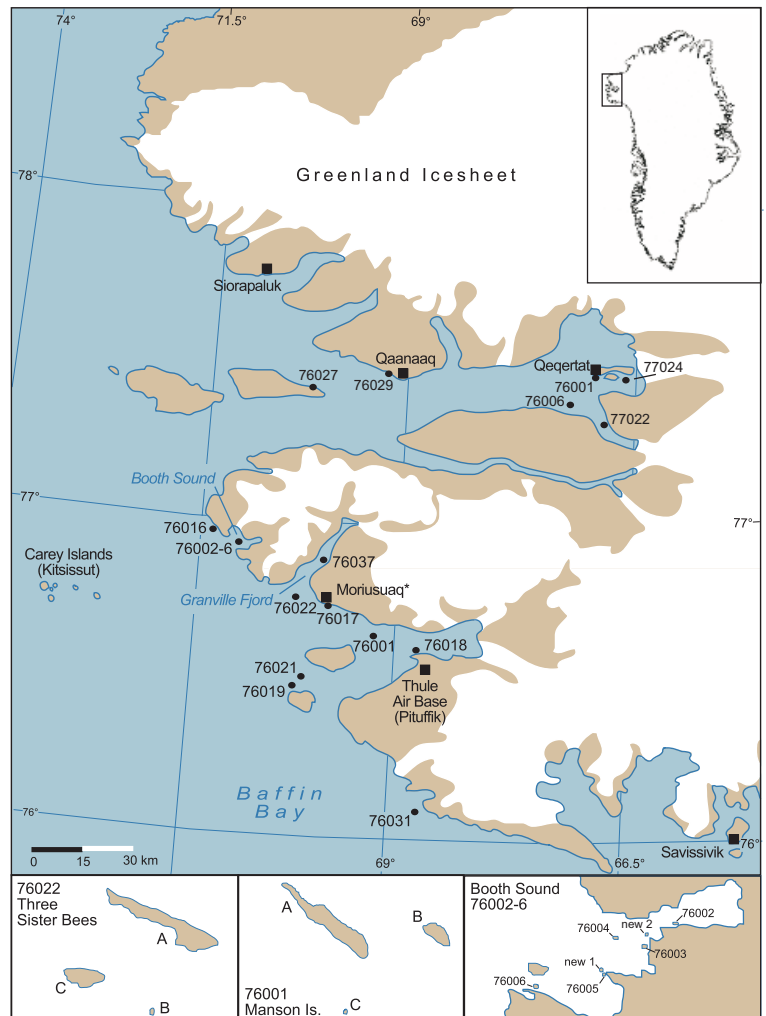 74°
71.5°
69°
78°
Greenland Icesheet
Siorapaluk
Qaanaaq
Qeqertat
77024
76027
76029
76001
76006
77022
Booth Sound
77°
77°
76016
76002-6
Carey Islands
(Kitsissut)
76037
Moriusuaq*
Granville Fjord
76022
76017
76001
76018
76021
76019
Thule
Air Base
(Pituffik)
Baffin
Bay
76°
76031
Savissivik
76°
0 15 30 km
69°
66.5°
76022
Three
Sister Bees
A
C
B
A
B
76001
Manson Is.
C
Booth Sound
76002-6
76002
new 2
76004
76003
new 1
76005
76006